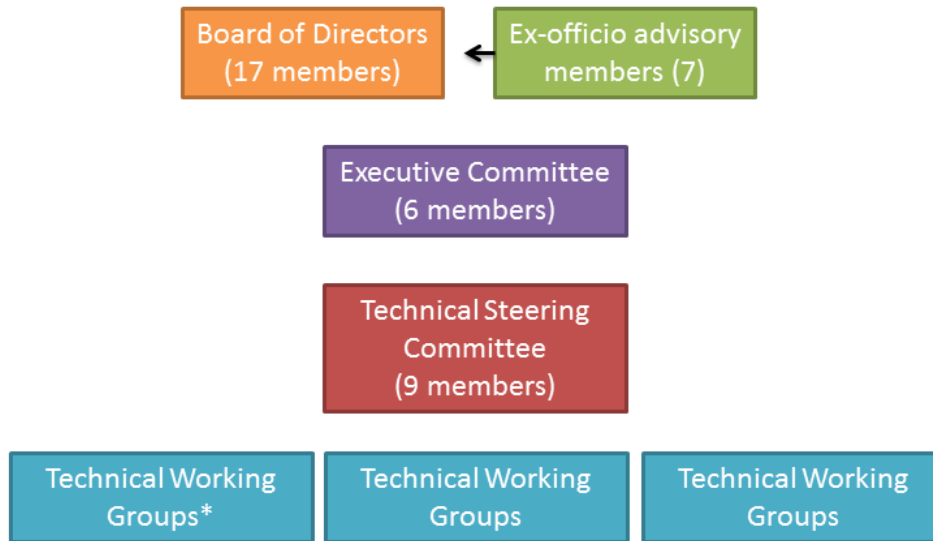 Board of Directors
(17 members)
Ex-officio advisory
members (7)
Executive Committee
(6 members)
Technical Steering
Committee
(9 members)
Technical Working
Groups*
Technical Working
Groups
Technical Working
Groups